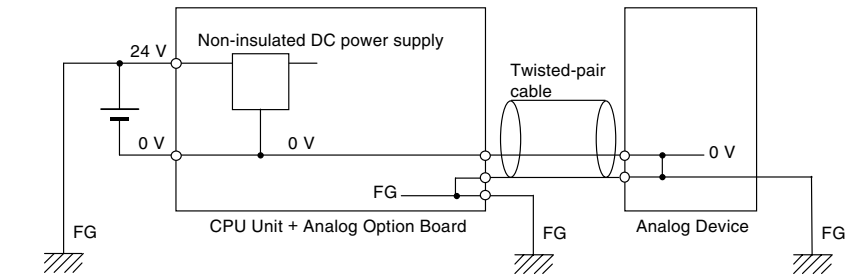 Non-insulated DC power supply
24 V
Twisted-pair
cable
0 V
0 V
0 V
FG
CPU Unit + Analog Option Board
Analog Device
FG
FG
FG